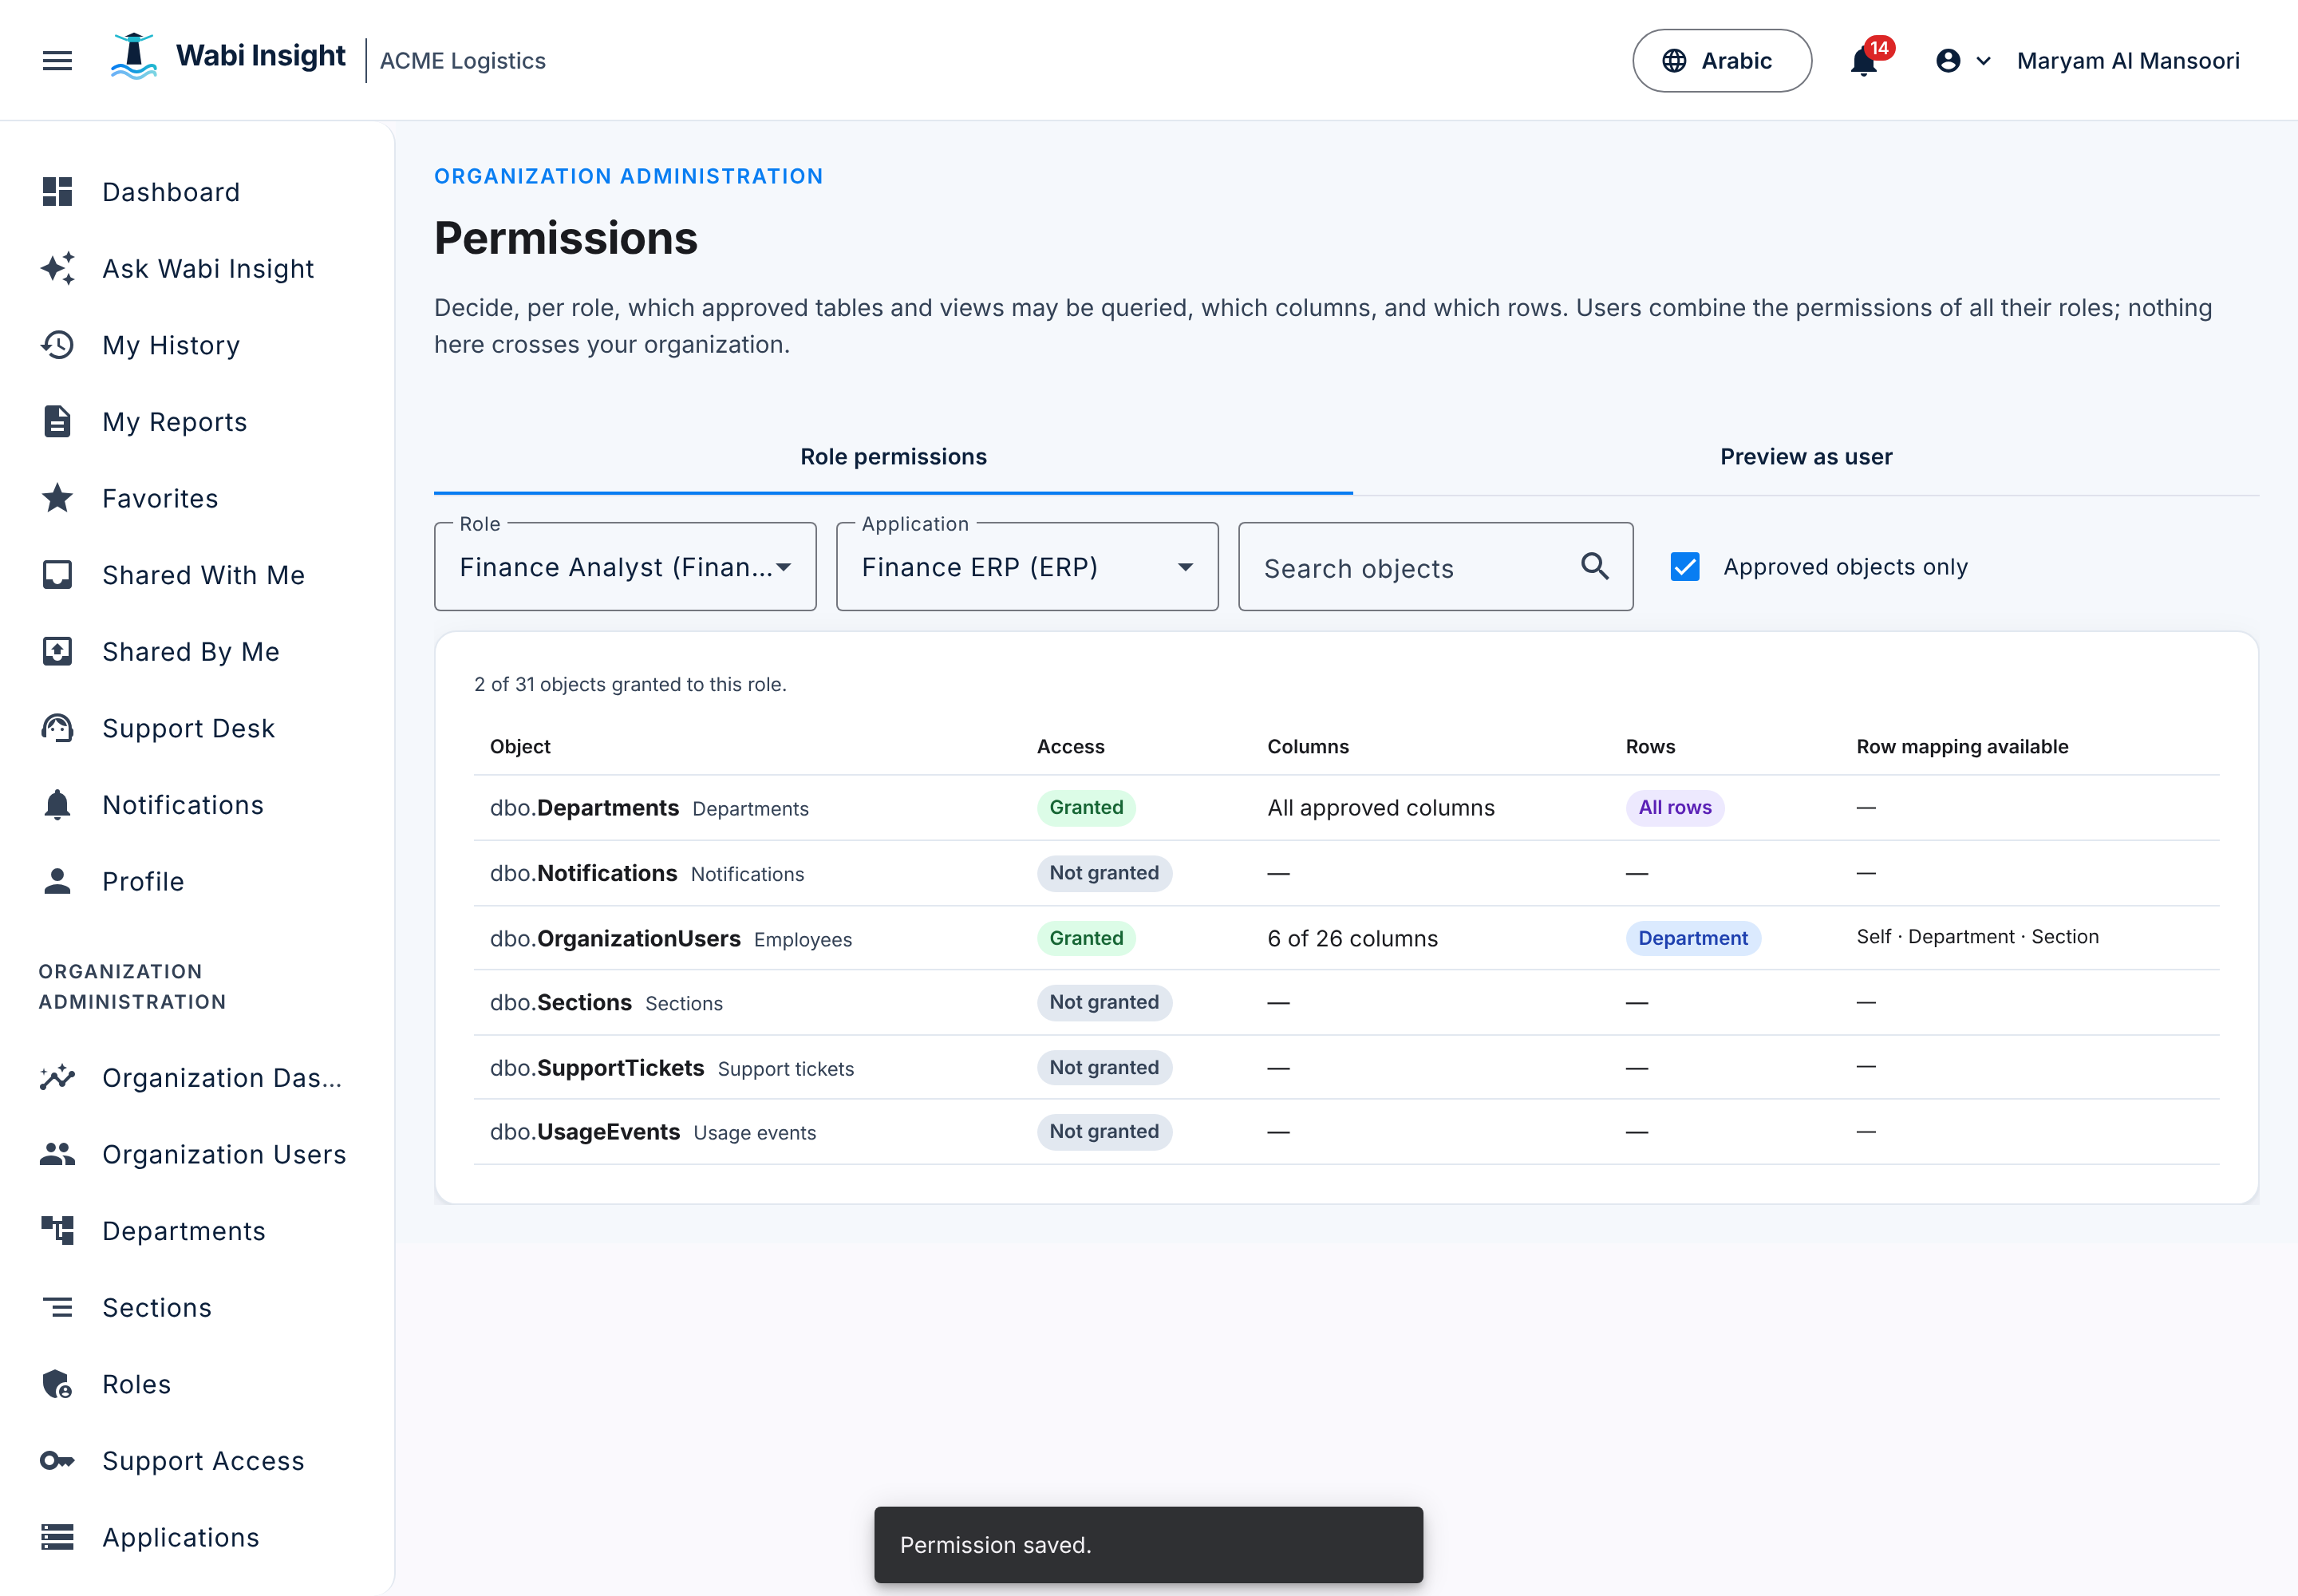 Wabi Insight
ACME Logistics
Arabic
14
Maryam Al Mansoori
Dashboard
Ask Wabi Insight
My History
My Reports
Favorites
Shared With Me
Shared By Me
Support Desk
Notifications
Profile
ORGANIZATION
ADMINISTRATION
Organization Das...
Organization Users
Departments
Sections
Roles
Support Access
Applications
ORGANIZATION ADMINISTRATION
Permissions
Decide, per role, which approved tables and views may be queried, which columns, and which rows. Users combine the permissions of all their roles; nothing
here crosses your organization.
Role permissions
Preview as user
Role
Finance Analyst (Finan...
Application
Finance ERP (ERP)
Search objects
Approved objects only
2 of 31 objects granted to this role.
Object Access Columns Rows Row mapping available
dbo.Departments Departments Granted All approved columns All rows —
dbo.Notifications Notifications Not granted — — —
dbo.OrganizationUsers Employees Granted 6 of 26 columns Department Self · Department · Section
dbo.Sections Sections Not granted — — —
dbo.SupportTickets Support tickets Not granted — — —
dbo.UsageEvents Usage events Not granted — — —
Permission saved.